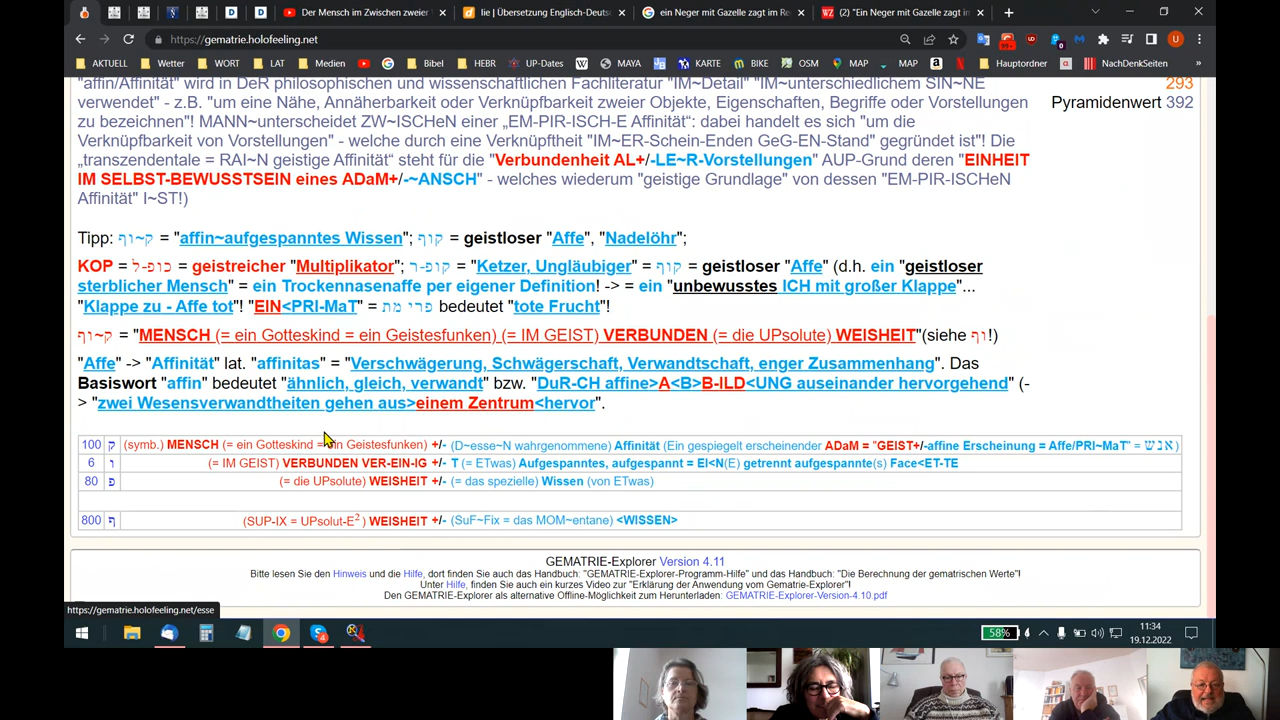 Der Mensch im Zwischen zweier
lie | Übersetzung Englisch-Deuts
ein Neger mit Gazelle zagt im Re
(2) "Ein Neger mit Gazelle zagt im
https://gematrie.holofeeling.net
AKTUELL Wetter WORT LAT Medien Bibel HEBR UP-Dates MAYA KARTE BIKE OSM MAP MAP Hauptordner NachDenkSeiten
"affin/Affinität" wird in DeR philosophischen und wissenschaftlichen Fachliteratur "IM~Detail" "IM~unterschiedlichem SIN~NE
293
verwendet" - z.B. "um eine Nähe, Annäherbarkeit oder Verknüpfbarkeit zweier Objekte, Eigenschaften, Begriffe oder Vorstellungen
Pyramidenwert 392
zu bezeichnen"! MANN~unterscheidet ZW~ISCHeN einer „EM-PIR-ISCH-E Affinität“: dabei handelt es sich "um die
Verknüpfbarkeit von Vorstellungen" - welche durch eine Verknüpftheit "IM~ER-Schein-Enden GeG-EN-Stand" gegründet ist"! Die
„transzendentale = RAI~N geistige Affinität“ steht für die "Verbundenheit AL+/-LE~R-Vorstellungen" AUP-Grund deren "EINHEIT
IM SELBST-BEWUSSTSEIN eines ADaM+/-~ANSCH" - welches wiederum "geistige Grundlage" von dessen "EM-PIR-ISCHeN
Affinität" I~ST!)
Tipp: ק~וף = "affin~aufgespanntes Wissen"; קוף = geistloser "Affe", "Nadelöhr";
KOP = כופ-ל = geistreicher "Multiplikator"; קופ-ר = "Ketzer, Ungläubiger" = קוף = geistloser "Affe" (d.h. ein "geistloser
sterblicher Mensch" = ein Trockennasenaffe per eigener Definition! -> = ein "unbewusstes ICH mit großer Klappe"...
"Klappe zu - Affe tot"! "EIN<PRI-MaT" = פרי מת bedeutet "tote Frucht"!
ק~וף = "MENSCH (= ein Gotteskind = ein Geistesfunken) (= IM GEIST) VERBUNDEN (= die UPsolute) WEISHEIT"(siehe וף!)
"Affe" -> "Affinität" lat. "affinitas" = "Verschwägerung, Schwägerschaft, Verwandtschaft, enger Zusammenhang". Das
Basiswort "affin" bedeutet "ähnlich, gleich, verwandt" bzw. "DuR-CH affine>A<B>B-ILD<UNG auseinander hervorgehend (-
> "zwei Wesensverwandtheiten gehen aus>einem Zentrum<hervor".
100 ק (symb.) MENSCH (= ein Gotteskind = ein Geistesfunken) +/- (D~esse~N wahrgenommene) Affinität (Ein gespiegelt erscheinender ADaM = "GEIST+/-affine Erscheinung = Affe/PRI~MaT" = אנש)
6 ו (= IM GEIST) VERBUNDEN VER-EIN-IG +/- T (= ETwas) Aufgespanntes, aufgespannt = EI<N(E) getrennt aufgespannte(s) Face<ET-TE
80 פ (= die UPsolute) WEISHEIT +/- (= das spezielle) Wissen (von ETwas)
800 ף (SUP-IX = UPsolut-E² ) WEISHEIT +/- (SuF~Fix = das MOM~entane) <WISSEN>
GEMATRIE-Explorer Version 4.11
Bitte lesen Sie den Hinweis und die Hilfe, dort finden Sie auch das Handbuch: "GEMATRIE-Explorer-Programm-Hilfe" und das Handbuch: "Die Berechnung der gematrischen Werte"!
Unter Hilfe, finden Sie auch ein kurzes Video zur "Erklärung der Anwendung vom Gematrie-Explorer"!
Den GEMATRIE-Explorer als alternative Offline-Möglichkeit zum Herunterladen: GEMATRIE-Explorer-Version-4.10 pdf
https://gematrie.holofeeling.net/esse
58%
11:34
19.12.2022